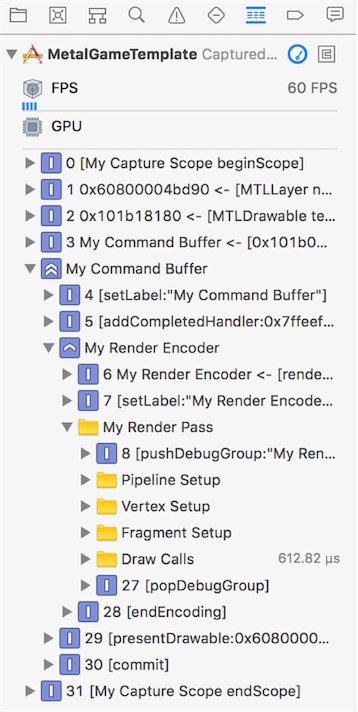 MetalGameTemplate Captured...
FPS 60 FPS
GPU
0 [My Capture Scope beginScope]
1 0x60800004bd90 <- [MTLLayer n...
2 0x101b18180 <- [MTLDrawable te...
3 My Command Buffer <- [0x101b0...
My Command Buffer
4 [setLabel:"My Command Buffer"]
5 [addCompletedHandler:0x7ffeef...
My Render Encoder
6 My Render Encoder <- [rende...
7 [setLabel:"My Render Encode...
My Render Pass
8 [pushDebugGroup:"My Ren...
Pipeline Setup
Vertex Setup
Fragment Setup
Draw Calls 612.82 µs
27 [popDebugGroup]
28 [endEncoding]
29 [presentDrawable:0x6080000...
30 [commit]
31 [My Capture Scope endScope]